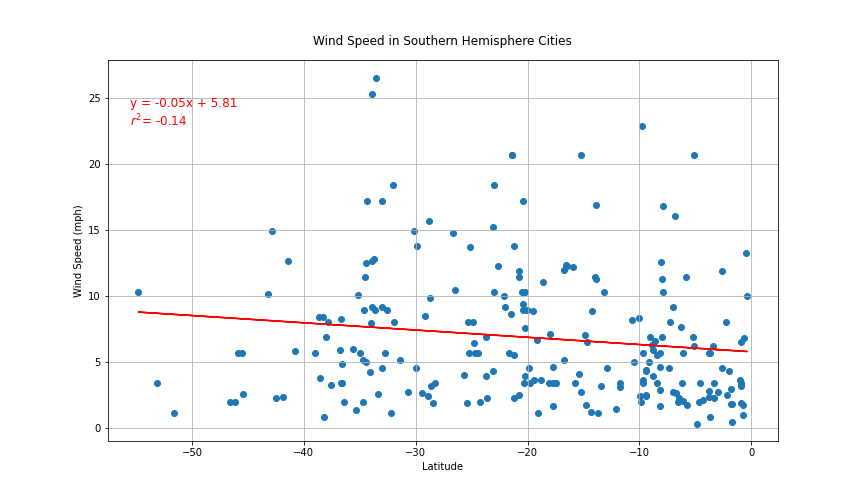 Wind Speed in Southern Hemisphere Cities
y = -0.05x + 5.81
r²= -0.14
25
20
15
10
5
0
Wind Speed (mph)
−50
−40
−30
−20
−10
0
Latitude